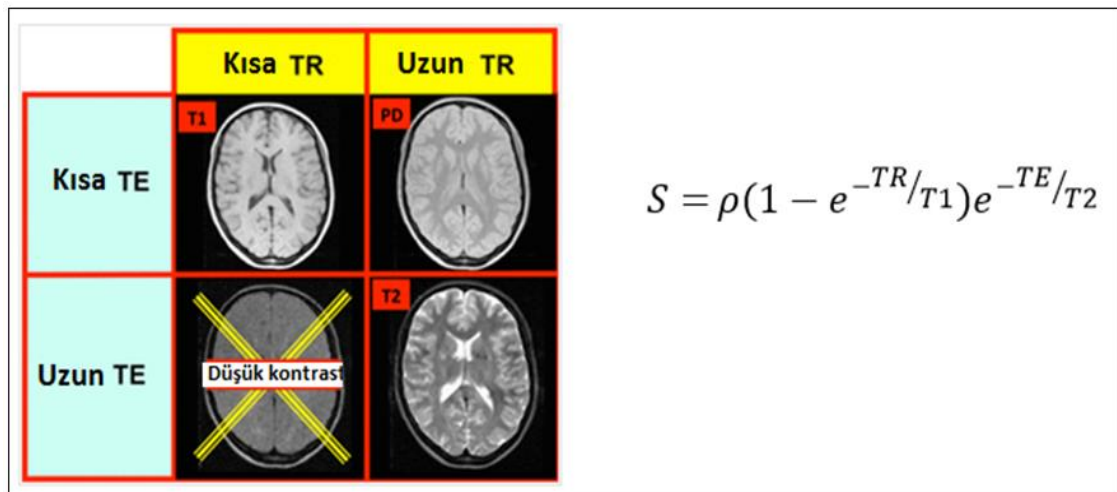 Kısa TR
Uzun TR
Kısa TE
T1
PD
Uzun TE
Düşük kontrast
T2
S = ρ(1 − e^{−TR/T1})e^{−TE/T2}